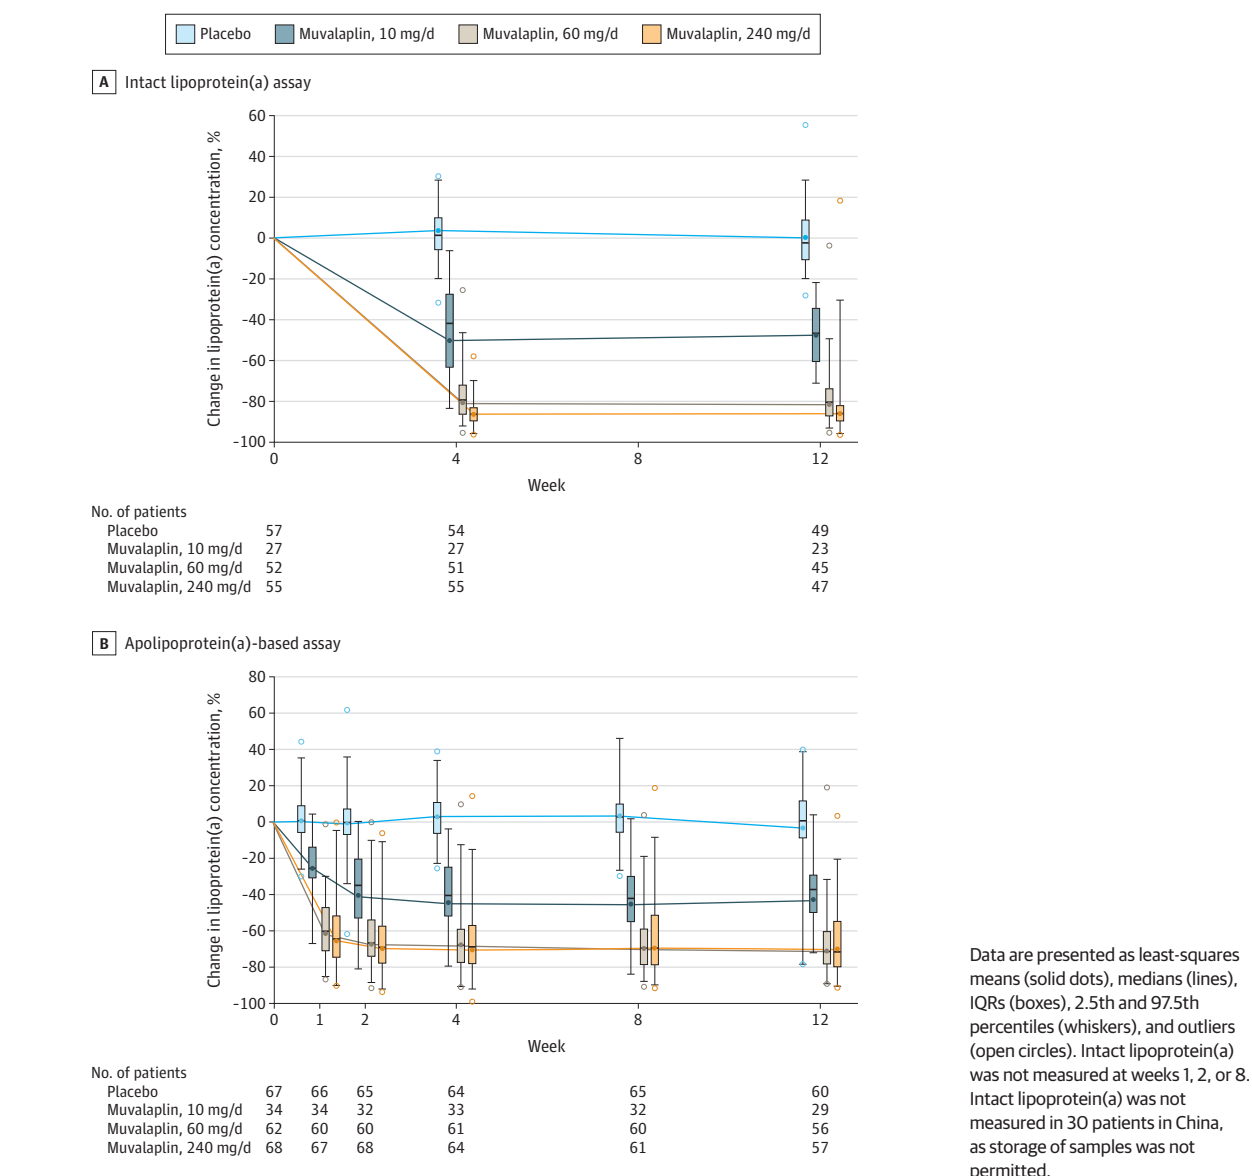 Placebo Muvalaplin, 10 mg/d Muvalaplin, 60 mg/d Muvalaplin, 240 mg/d
A Intact lipoprotein(a) assay
Change in lipoprotein(a) concentration, %
60
40
20
0
-20
-40
-60
-80
-100
0 4 8 12
Week
No. of patients
Placebo 57 54 49
Muvalaplin, 10 mg/d 27 27 23
Muvalaplin, 60 mg/d 52 51 45
Muvalaplin, 240 mg/d 55 55 47
B Apolipoprotein(a)-based assay
Change in lipoprotein(a) concentration, %
80
60
40
20
0
-20
-40
-60
-80
-100
0 1 2 4 8 12
Week
No. of patients
Placebo 67 66 65 64 65 60
Muvalaplin, 10 mg/d 34 34 32 33 32 29
Muvalaplin, 60 mg/d 62 60 60 61 60 56
Muvalaplin, 240 mg/d 68 67 68 64 61 57
Data are presented as least-squares
means (solid dots), medians (lines),
IQRs (boxes), 2.5th and 97.5th
percentiles (whiskers), and outliers
(open circles). Intact lipoprotein(a)
was not measured at weeks 1, 2, or 8.
Intact lipoprotein(a) was not
measured in 30 patients in China,
as storage of samples was not
permitted.